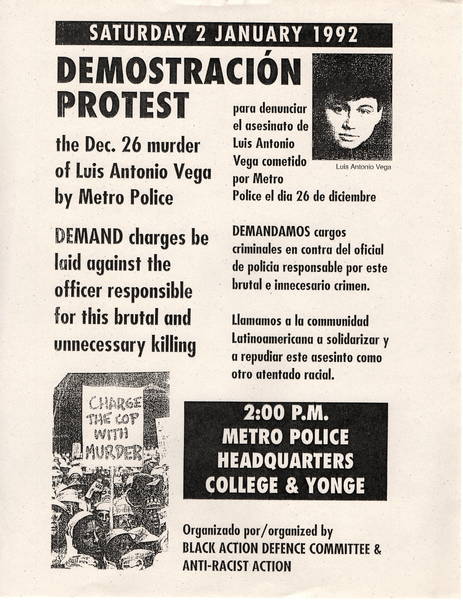 SATURDAY 2 JANUARY 1992
DEMOSTRACIÓN
PROTEST
the Dec. 26 murder
of Luis Antonio Vega
by Metro Police
DEMAND charges be
laid against the
officer responsible
for this brutal and
unnecessary killing
Luis Antonio Vega
para denunciar
el asesinato de
Luis Antonio
Vega cometido
por Metro
Police el dia 26 de diciembre
DEMANDAMOS cargos
criminales en contra del oficial
de policia responsable por este
brutal e innecesario crimen.
Llamamos a la communidad
Latinoamericana a solidarizar y
a repudiar este asesinto como
otro atentado racial.
CHARGE
THE COP
WITH
MURDER
2:00 P.M.
METRO POLICE
HEADQUARTERS
COLLEGE & YONGE
Organizado por/organized by
BLACK ACTION DEFENCE COMMITTEE &
ANTI-RACIST ACTION